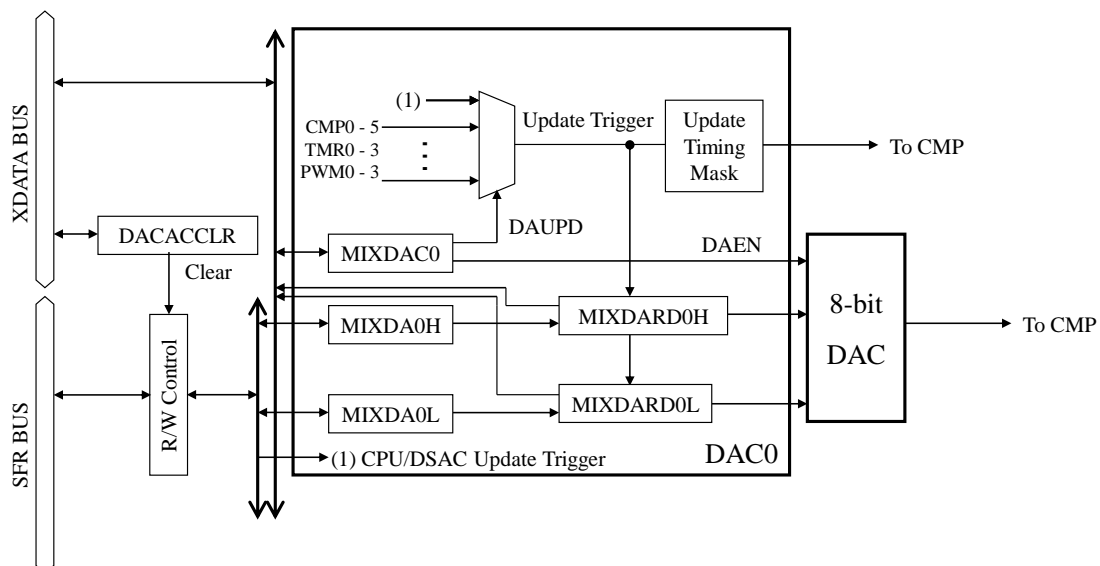 XDATA BUS
SFR BUS
(1)
CMP0 - 5
TMR0 - 3
PWM0 - 3
Update Trigger
Update
Timing
Mask
To CMP
DACACCLR
Clear
R/W Control
MIXDAC0
DAUPD
DAEN
MIXDA0H
MIXDARD0H
MIXDA0L
MIXDARD0L
8-bit
DAC
To CMP
(1) CPU/DSAC Update Trigger
DAC0